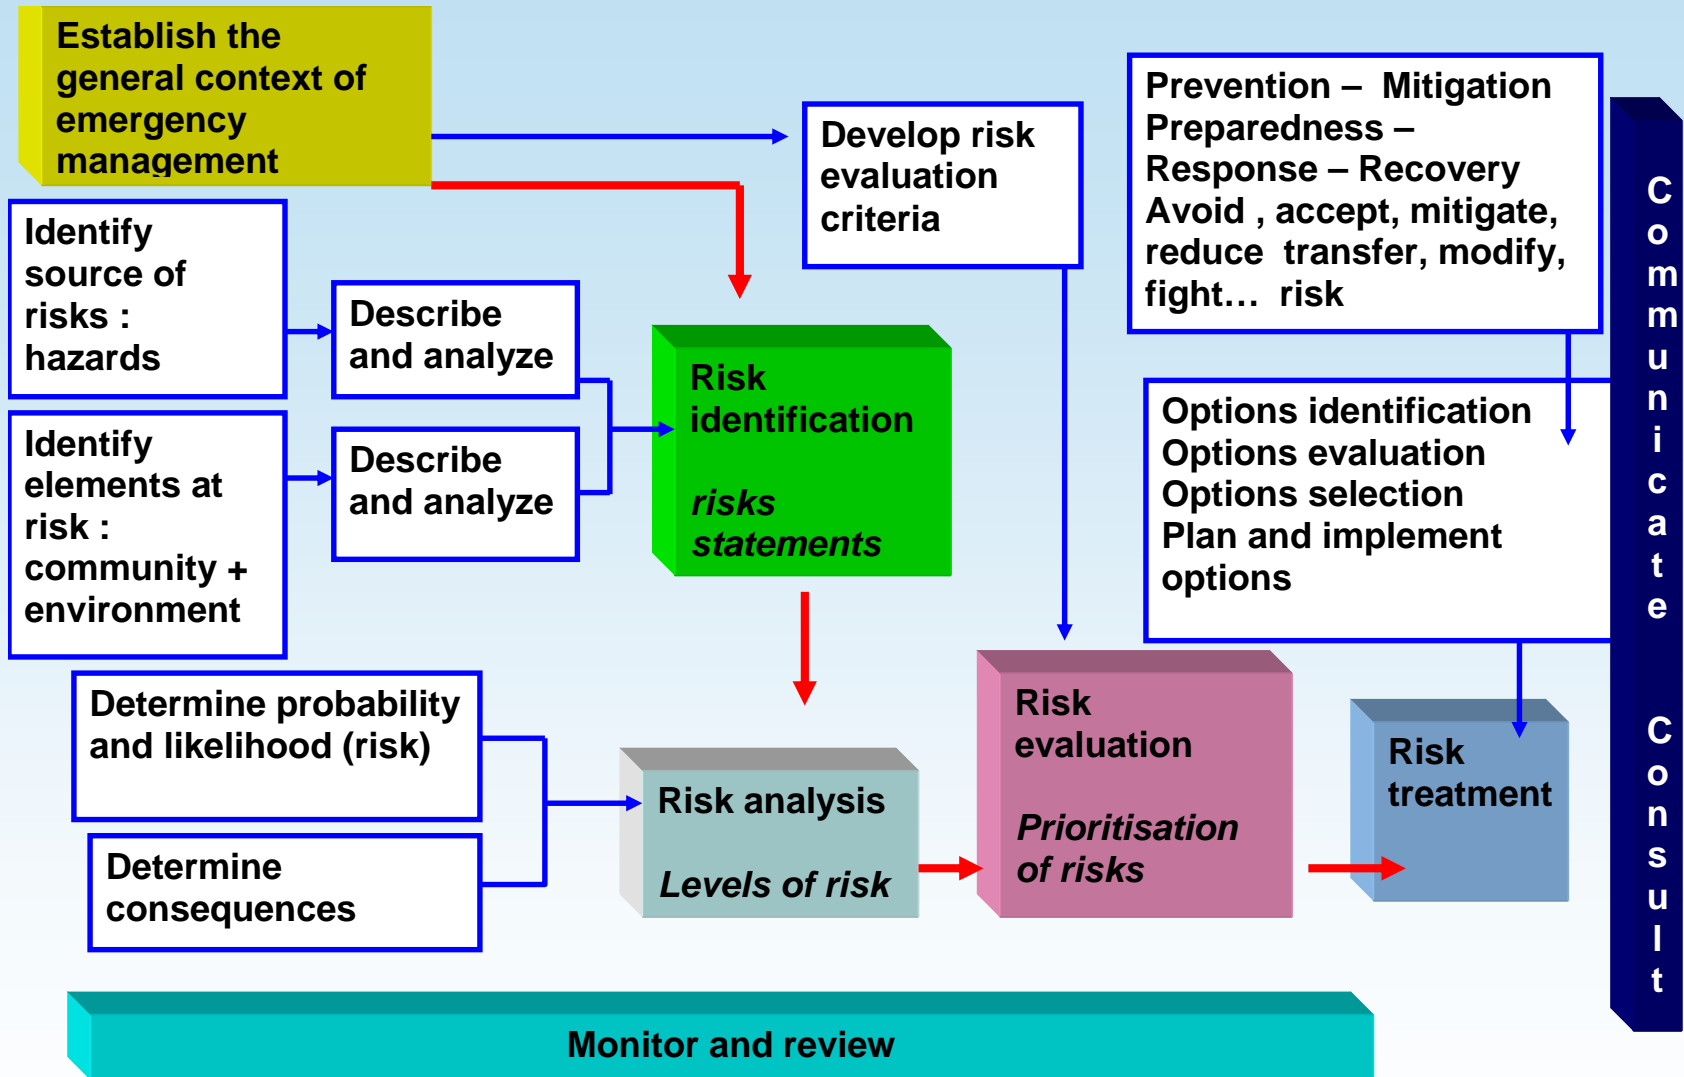 Establish the
general context of
emergency
management
Develop risk
evaluation
criteria
Prevention – Mitigation
Preparedness –
Response – Recovery
Avoid , accept, mitigate,
reduce transfer, modify,
fight… risk
Identify
source of
risks :
hazards
Describe
and analyze
Identify
elements at
risk :
community +
environment
Describe
and analyze
Risk
identification
risks
statements
Options identification
Options evaluation
Options selection
Plan and implement
options
Determine probability
and likelihood (risk)
Determine
consequences
Risk analysis
Levels of risk
Risk
evaluation
Prioritisation
of risks
Risk
treatment
Communicate
Consult
Monitor and review